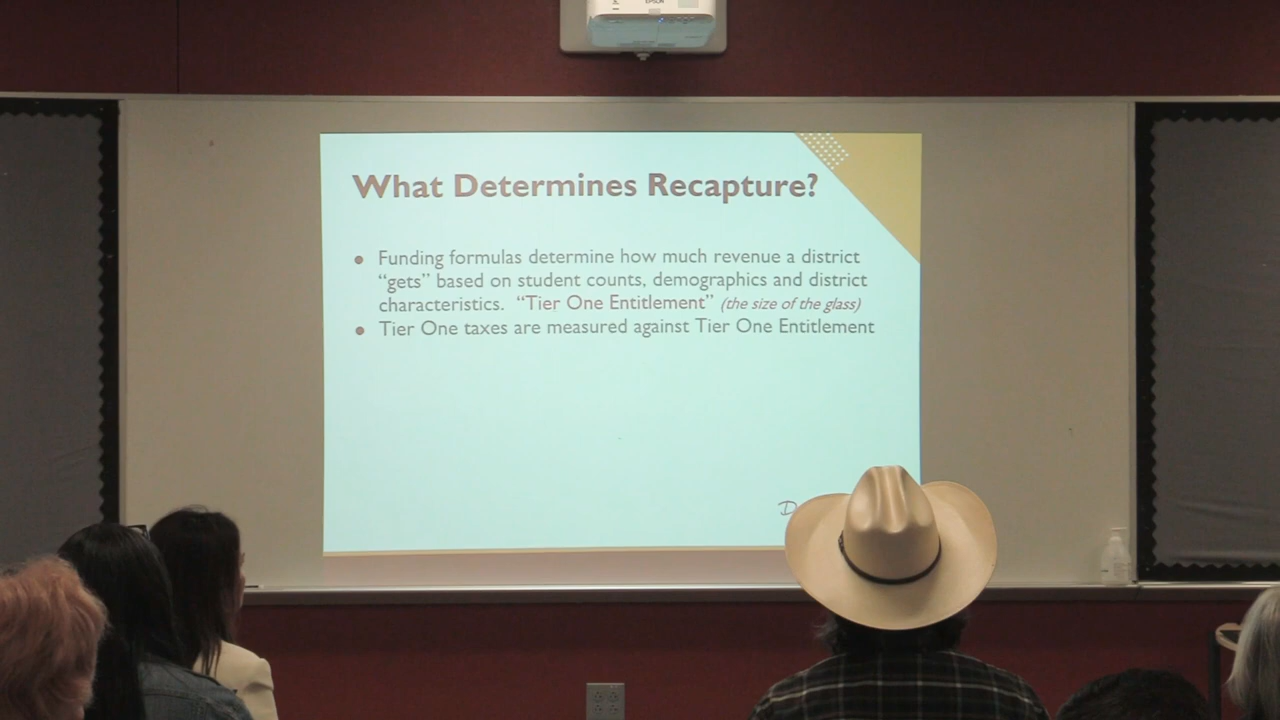 EPSON
What Determines Recapture?
• Funding formulas determine how much revenue a district
“gets” based on student counts, demographics and district
characteristics. “Tier One Entitlement” (the size of the glass)
• Tier One taxes are measured against Tier One Entitlement
D